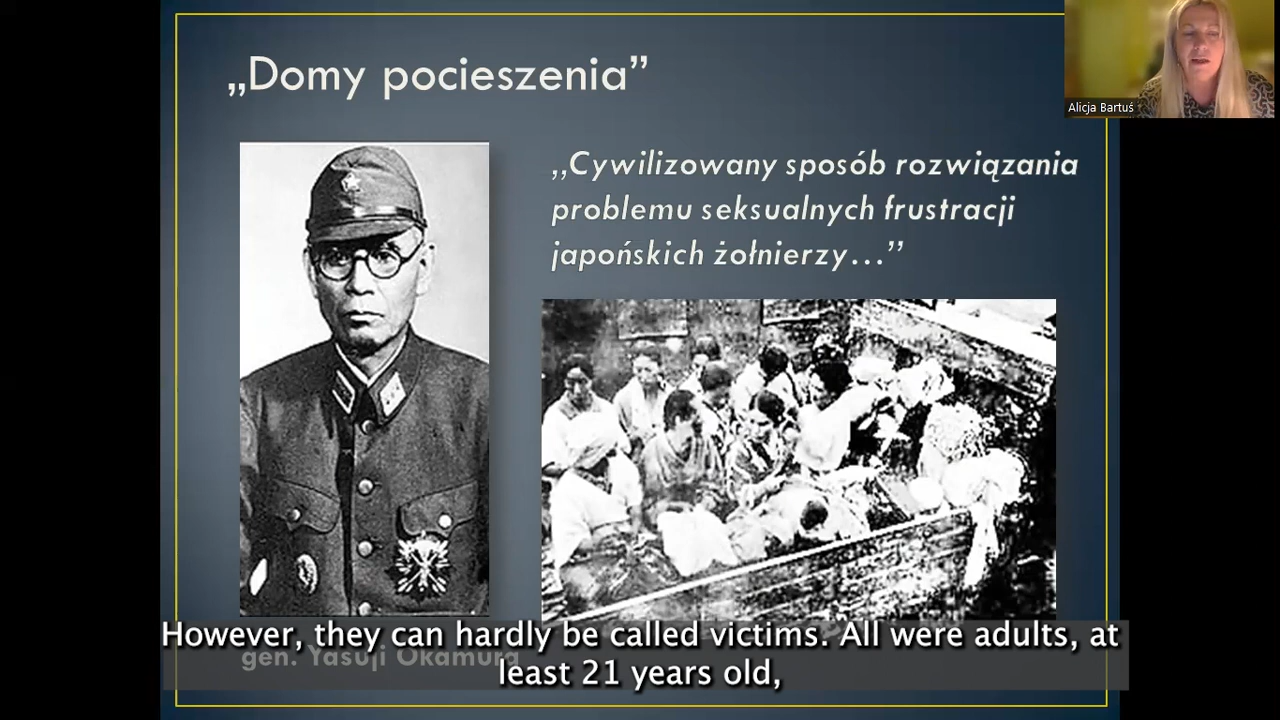 „Domy pocieszenia”
Alicja Bartuś
„Cywilizowany sposób rozwiązania
problemu seksualnych frustracji
japońskich żołnierzy…”
gen. Yasuji Okamura
However, they can hardly be called victims. All were adults, at
least 21 years old,